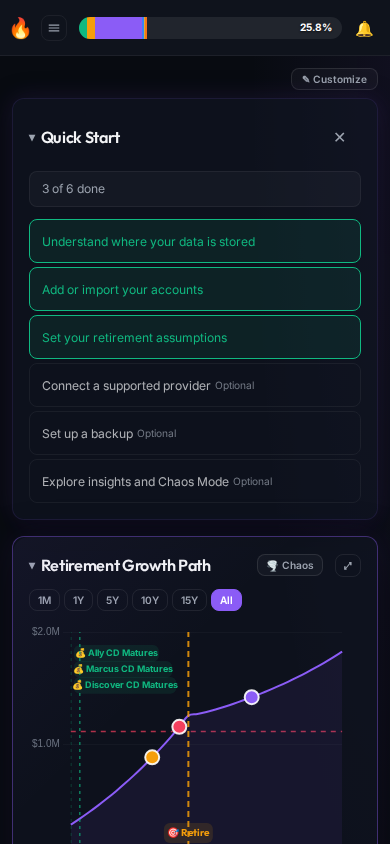 25.8%
✎ Customize
▾ Quick Start ✕
3 of 6 done
Understand where your data is stored
Add or import your accounts
Set your retirement assumptions
Connect a supported provider Optional
Set up a backup Optional
Explore insights and Chaos Mode Optional
▾ Retirement Growth Path
🌪 Chaos
1M 1Y 5Y 10Y 15Y All
$2.0M
💰 Ally CD Matures
💰 Marcus CD Matures
💰 Discover CD Matures
$1.0M
🎯 Retire